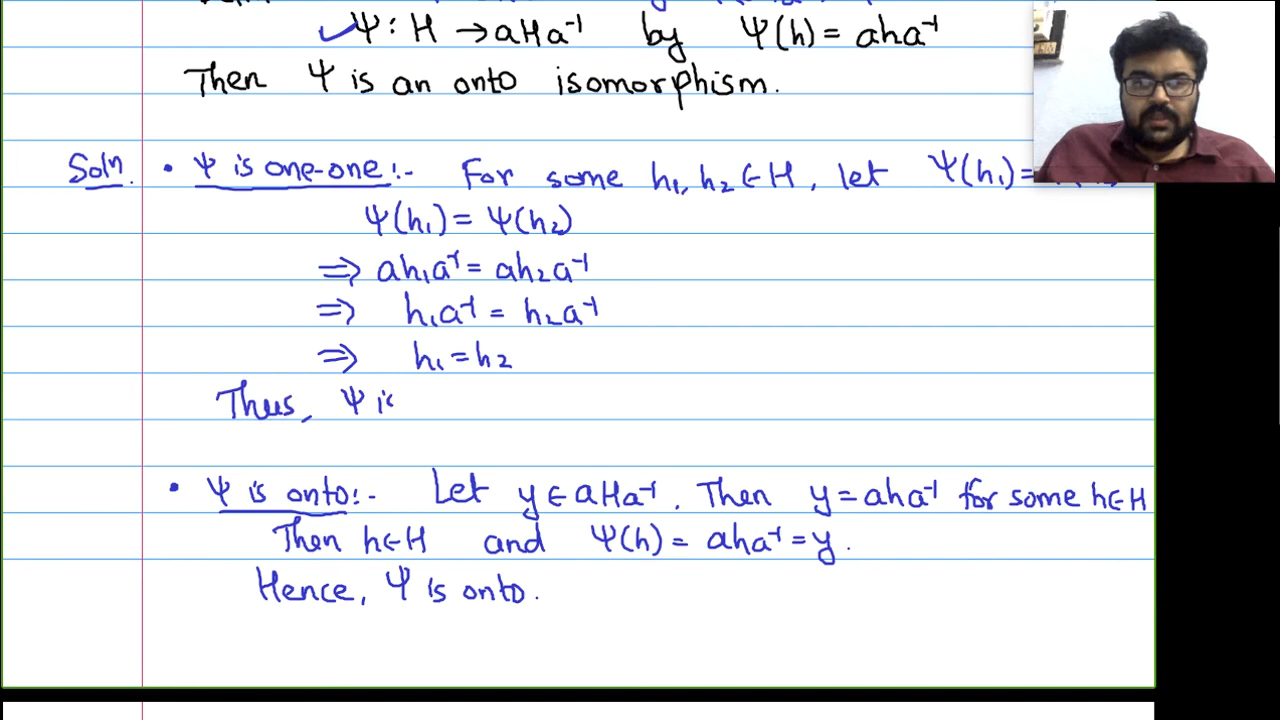 Ψ : H → aHa⁻¹ by Ψ(h) = aha⁻¹
Then Ψ is an onto isomorphism.
Soln. • Ψ is one-one:- For some h₁, h₂ ∈ H, let Ψ(h₁) =
Ψ(h₁) = Ψ(h₂)
⇒ ah₁a⁻¹ = ah₂a⁻¹
⇒ h₁a⁻¹ = h₂a⁻¹
⇒ h₁ = h₂
Thus, Ψ is
• Ψ is onto:- Let y ∈ aHa⁻¹. Then y = aha⁻¹ for some h ∈ H
Then h ∈ H and Ψ(h) = aha⁻¹ = y.
Hence, Ψ is onto.